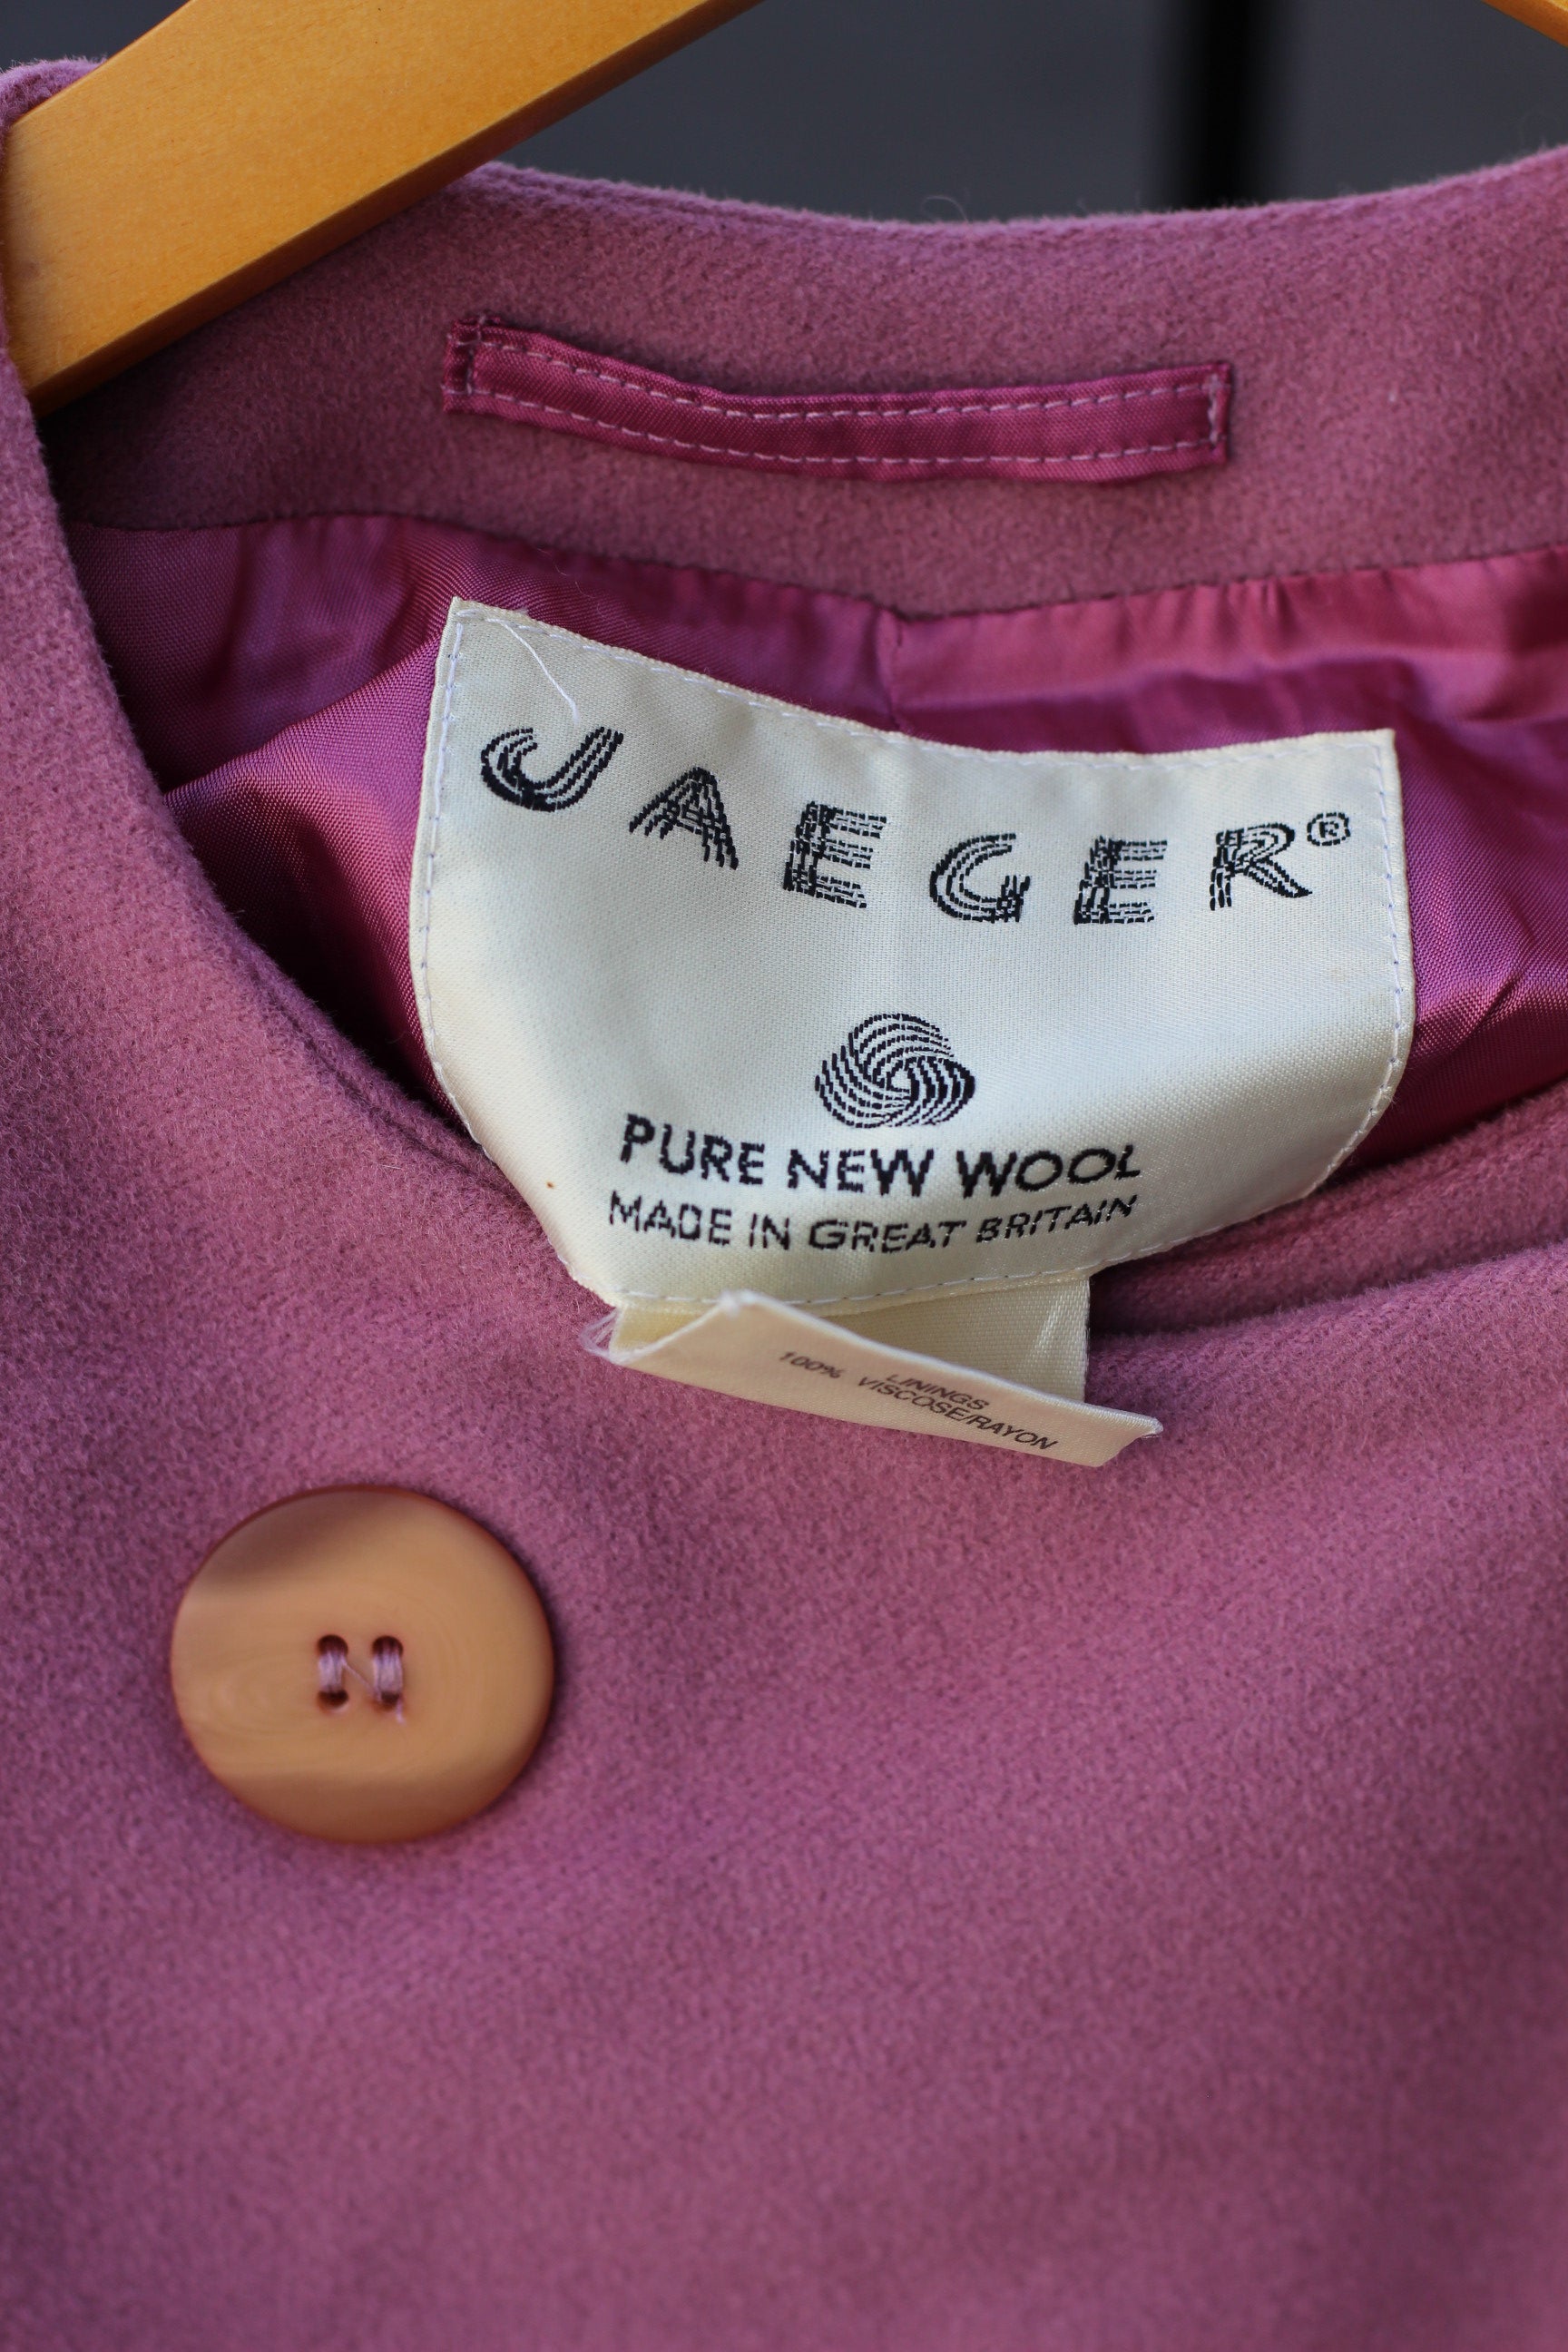 JAEGER®
PURE NEW WOOL
MADE IN GREAT BRITAIN
LININGS
100% VISCOSE/RAYON